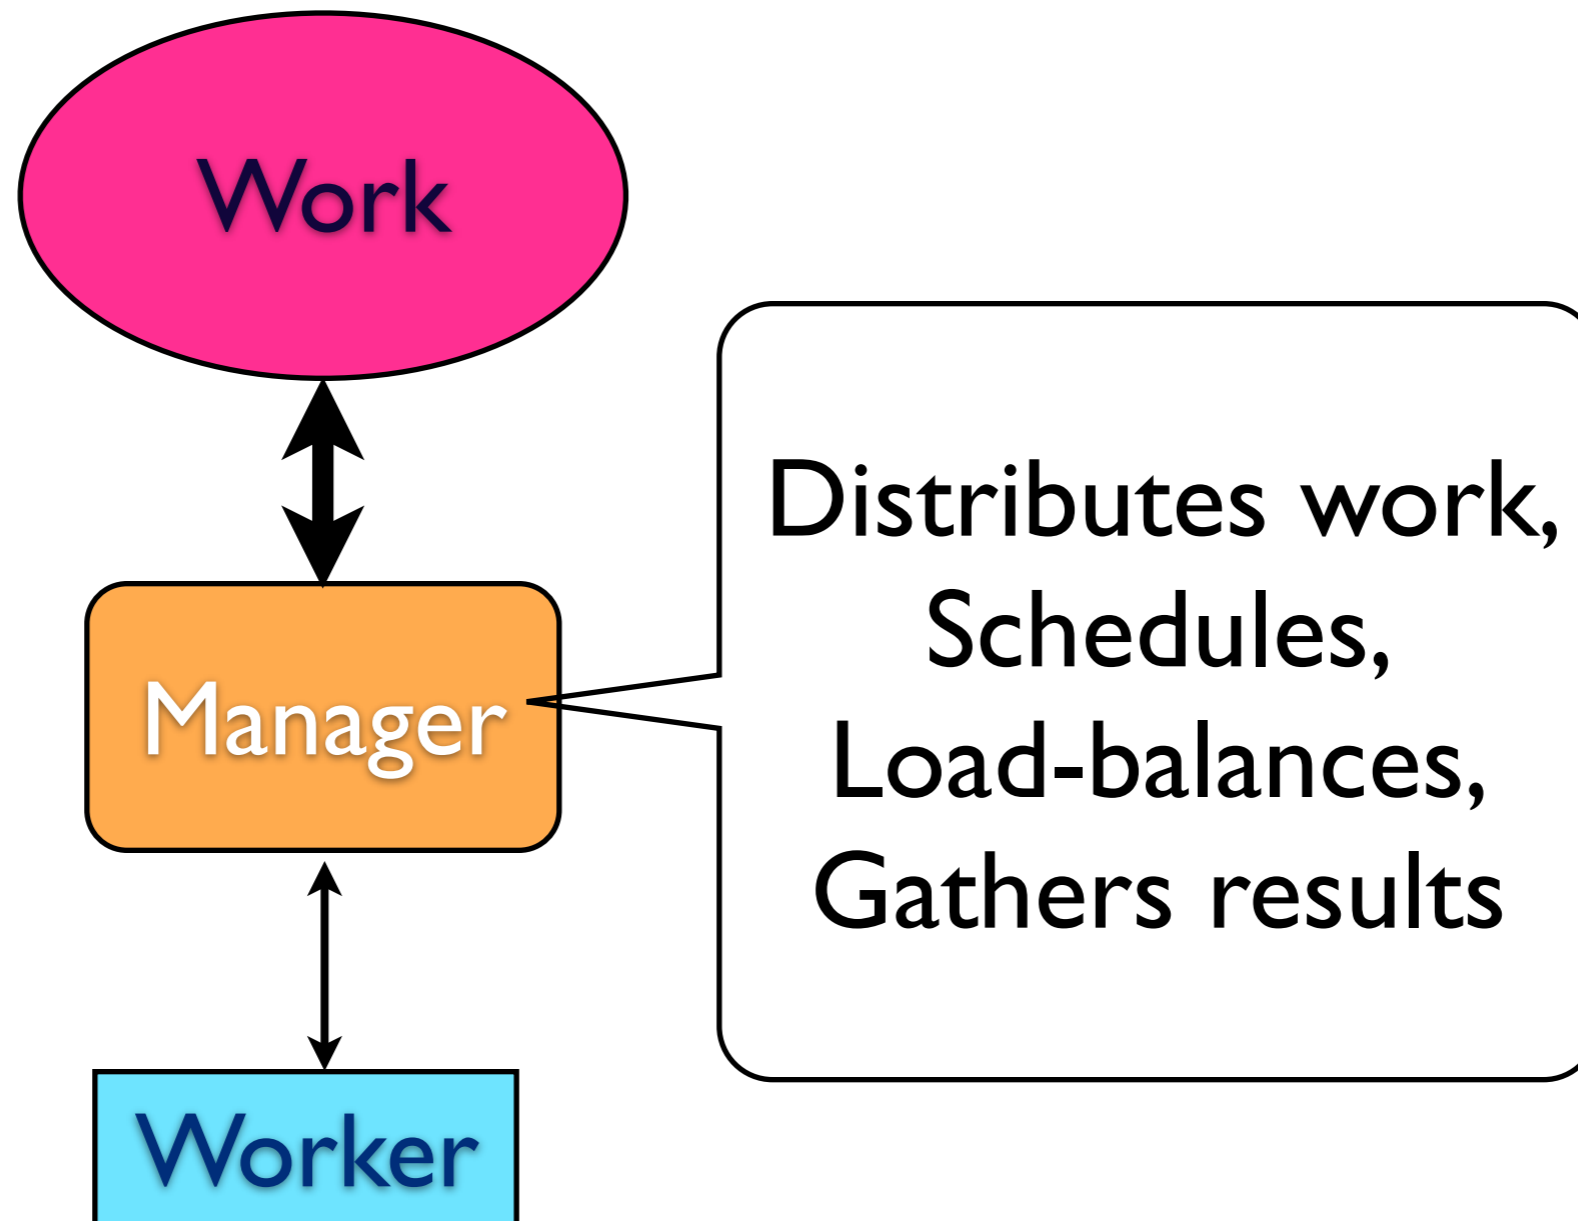 Work
Manager
Distributes work,
Schedules,
Load-balances,
Gathers results
Worker